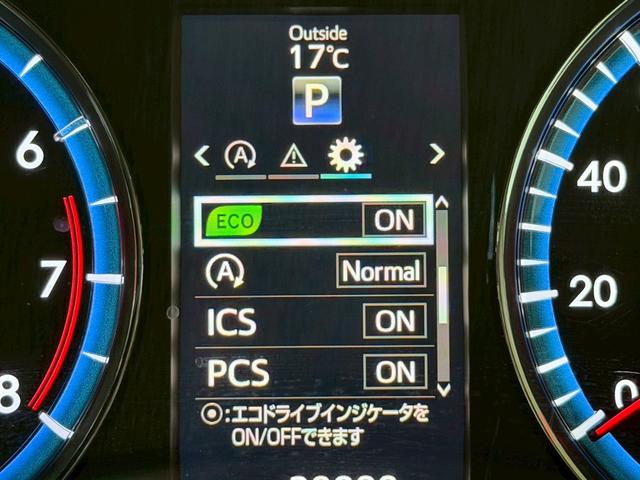 Outside
17℃
P
A
6
40
ECO ON
7
A Normal
20
ICS ON
PCS ON
8
0
◉:エコドライブインジケータを
ON/OFFできます